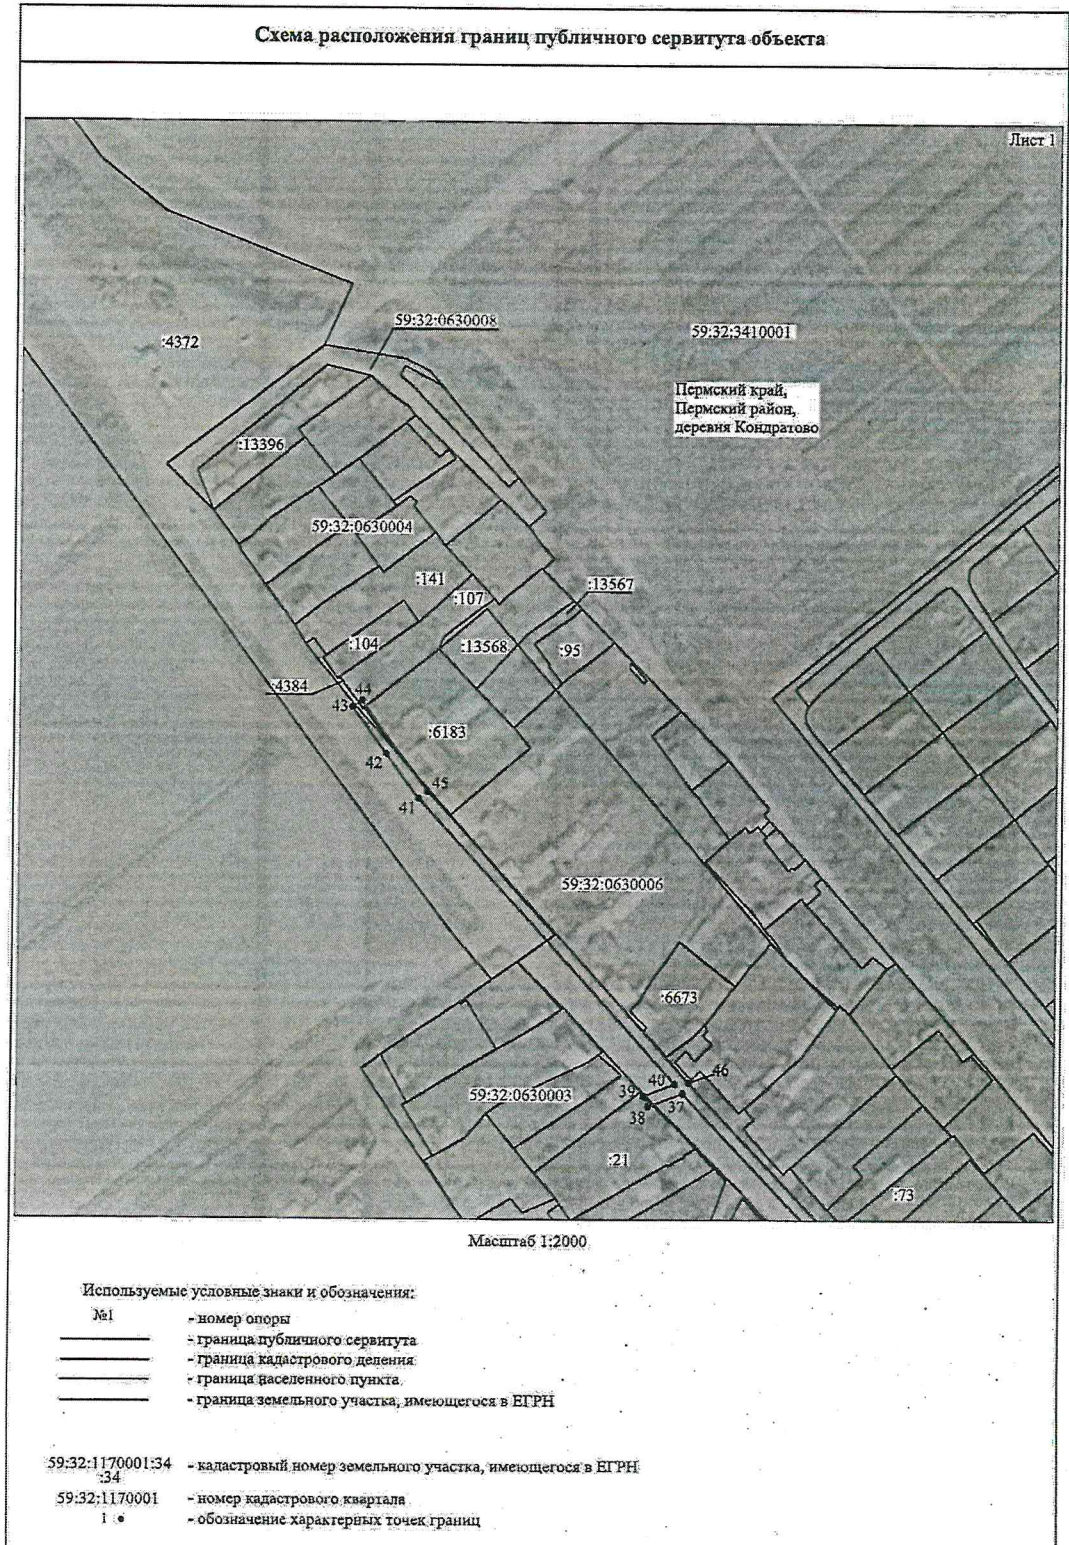 Схема расположения границ публичного сервитута объекта
Лист 1
59:32:0630008
59:32:3410001
:4372
Пермский край,
Пермский район,
деревня Кондратово
:13396
59:32:0630004
:141
:13567
:107
:104
:13568
:95
:4384
44
43
:6183
42
45
41
59:32:0630006
:6673
40
46
39
37
59:32:0630003
38
:21
:73
Масштаб 1:2000
Используемые условные знаки и обозначения:
№1 - номер опоры
- граница публичного сервитута
- граница кадастрового деления
- граница населенного пункта
- граница земельного участка, имеющегося в ЕГРН
59:32:1170001:34 - кадастровый номер земельного участка, имеющегося в ЕГРН
:34
59:32:1170001 - номер кадастрового квартала
1 - обозначение характерных точек границ